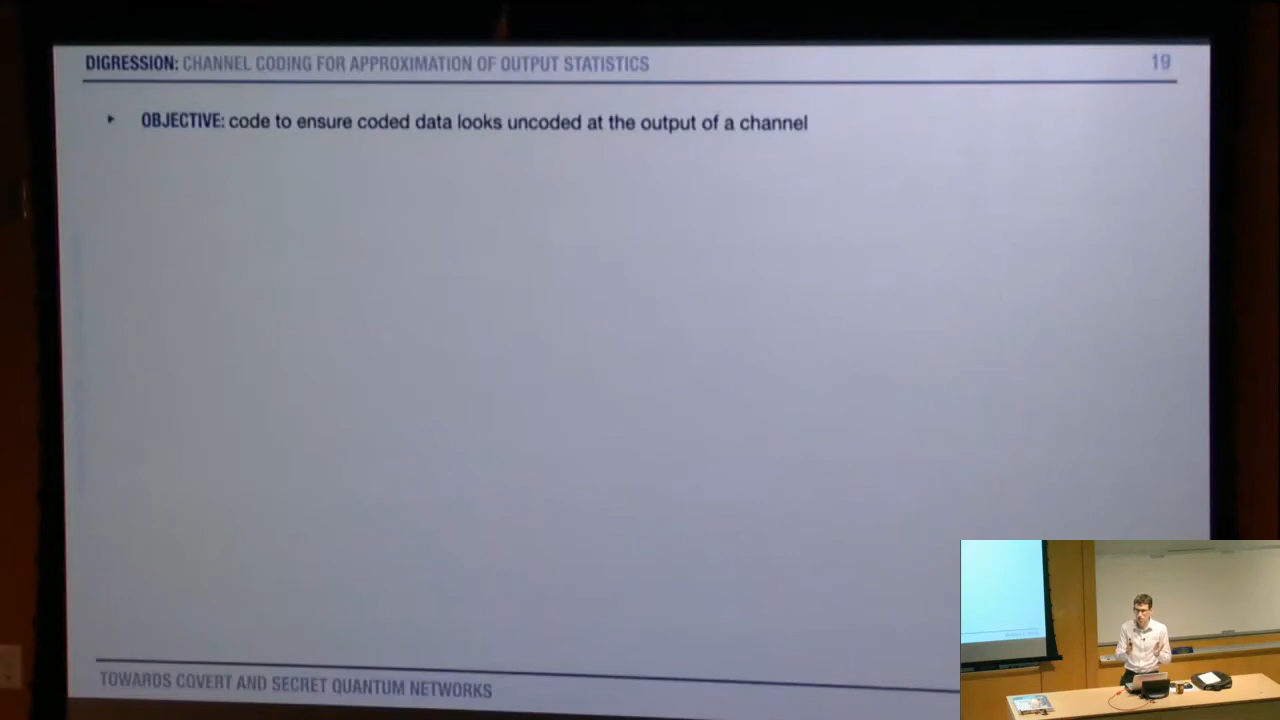 DIGRESSION: CHANNEL CODING FOR APPROXIMATION OF OUTPUT STATISTICS 19
OBJECTIVE: code to ensure coded data looks uncoded at the output of a channel
TOWARDS COVERT AND SECRET QUANTUM NETWORKS